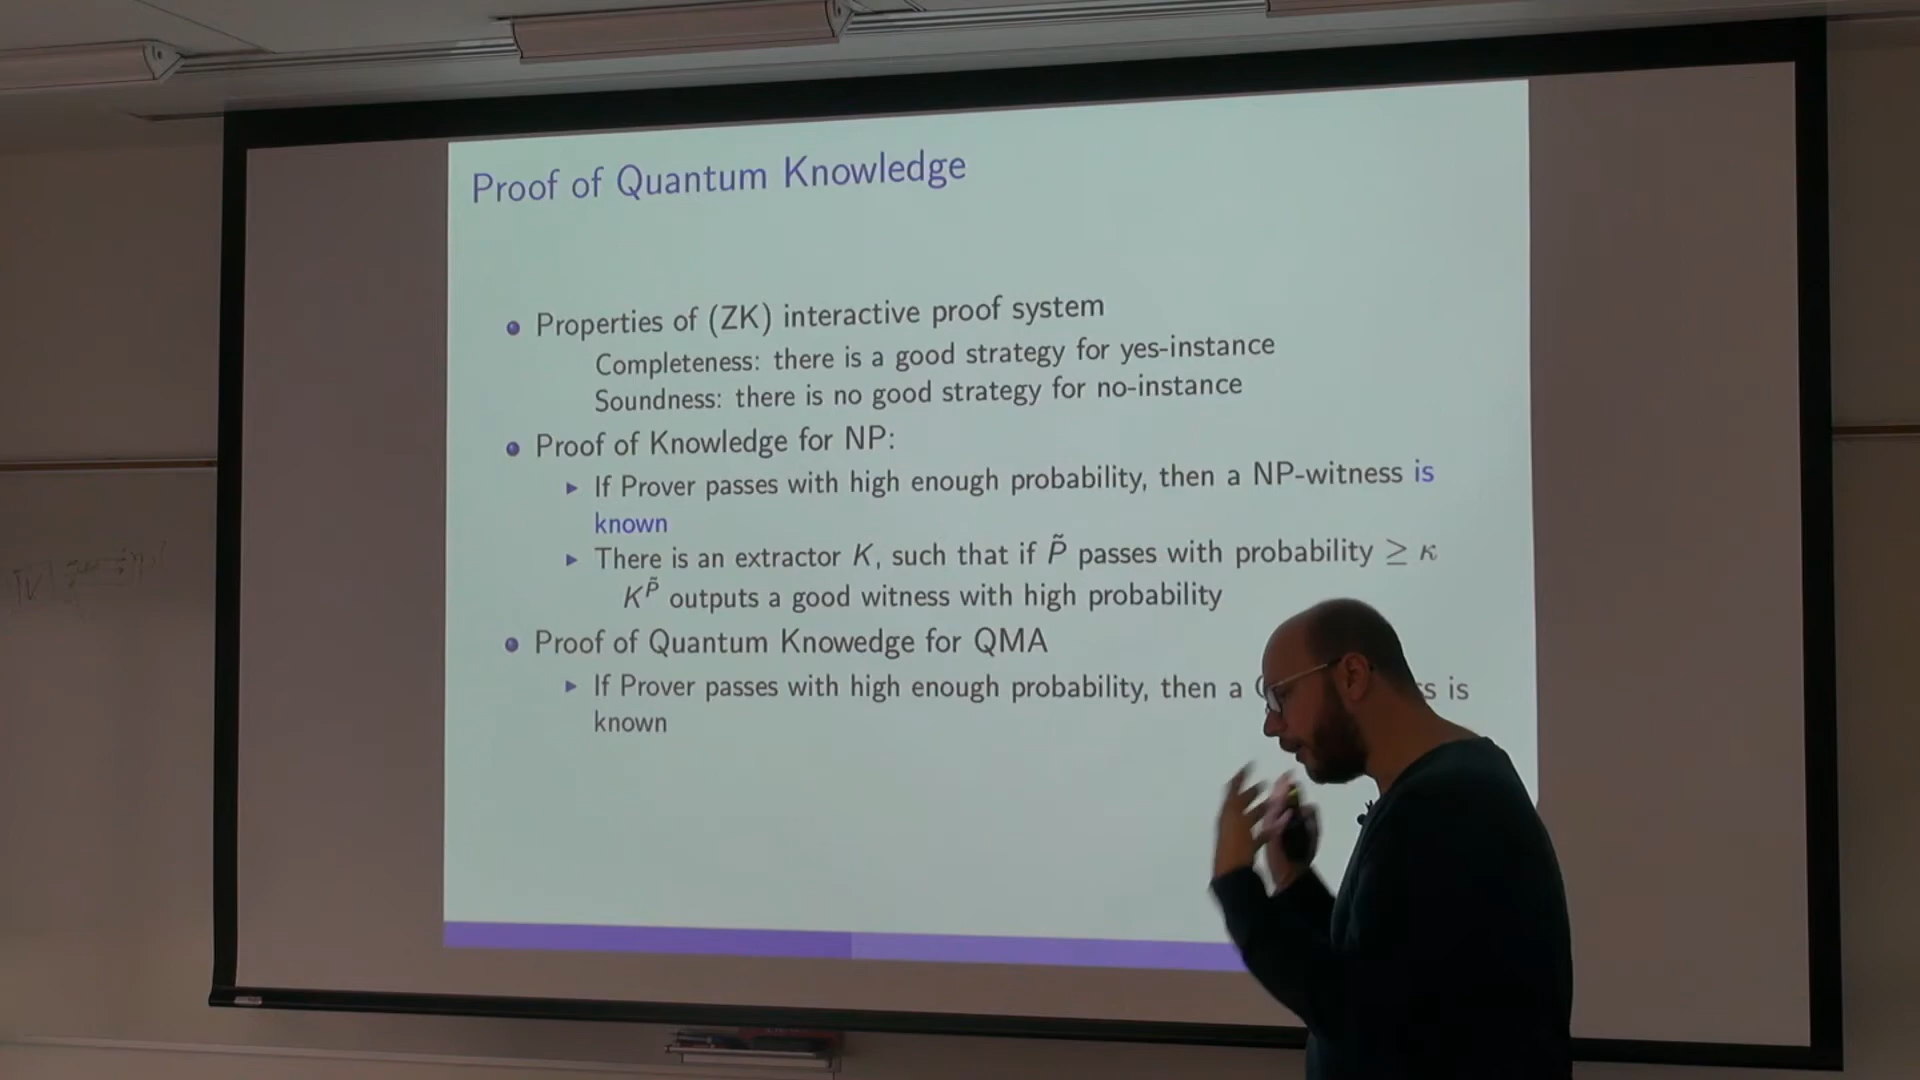 Proof of Quantum Knowledge
Properties of (ZK) interactive proof system
Completeness: there is a good strategy for yes-instance
Soundness: there is no good strategy for no-instance
Proof of Knowledge for NP:
If Prover passes with high enough probability, then a NP-witness is
known
There is an extractor K, such that if P̃ passes with probability ≥ κ
K^P̃ outputs a good witness with high probability
Proof of Quantum Knowedge for QMA
If Prover passes with high enough probability, then a is
known